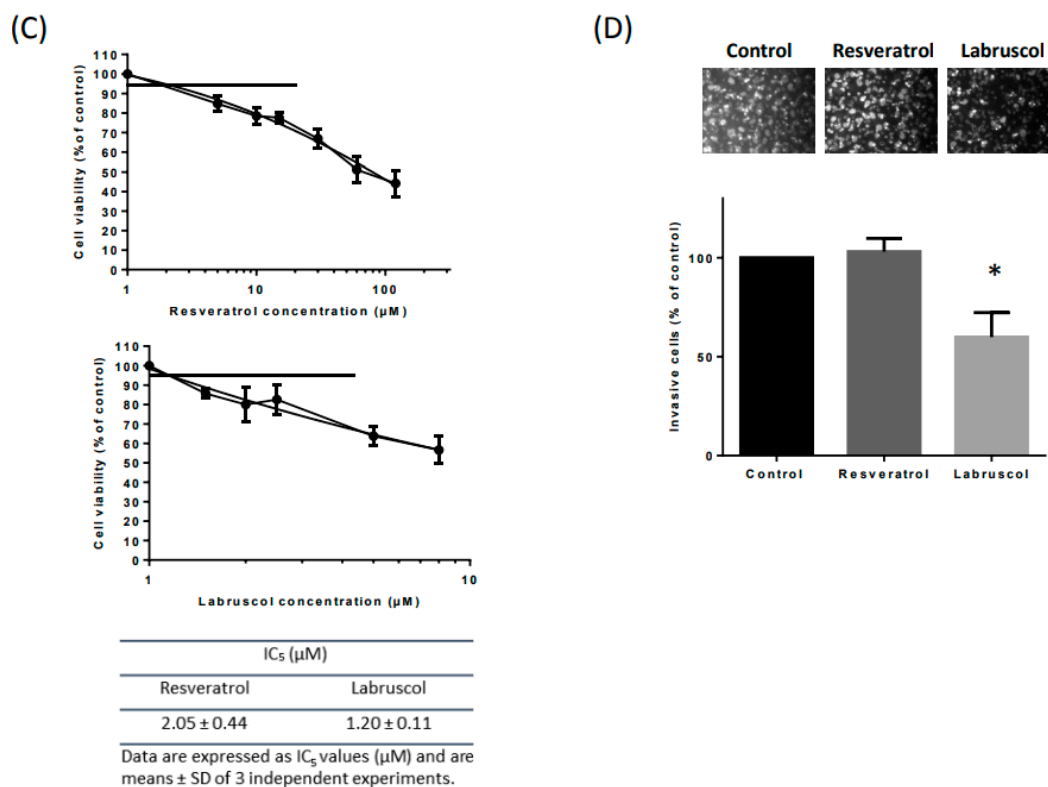 (C)
110
100
90
80
70
60
50
40
30
20
10
0
Cell viability (% of control)
1 10 100
Resveratrol concentration (µM)
110
100
90
80
70
60
50
40
30
20
10
0
Cell viability (% of control)
1 10
Labruscol concentration (µM)
IC₅ (µM)
Resveratrol Labruscol
2.05 ± 0.44 1.20 ± 0.11
Data are expressed as IC₅ values (µM) and are
means ± SD of 3 independent experiments.
(D)
Control Resveratrol Labruscol
100
50
0
Invasive cells (% of control)
*
Control Resveratrol Labruscol